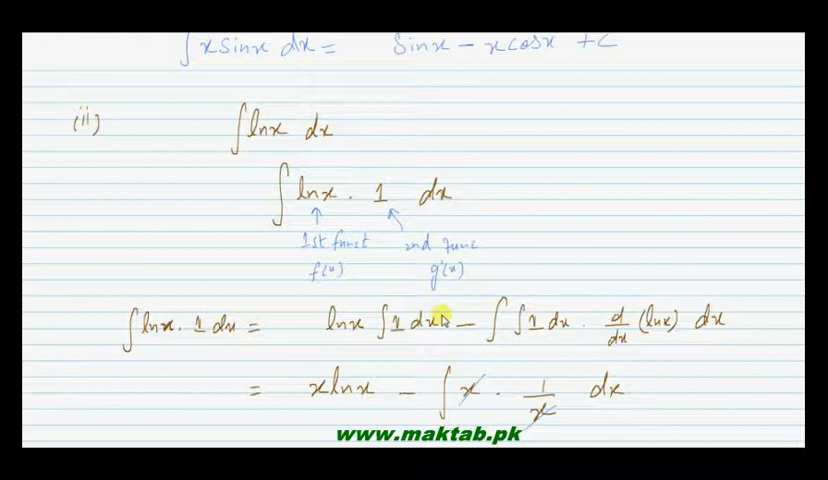 ∫ x sinx dx = sinx - x cosx + c
(ii) ∫ lnx dx
∫ lnx . 1 dx
1st funct 2nd func
f(x) g'(x)
∫ lnx . 1 dx = lnx ∫ 1 dx - ∫ ∫ 1 dx . d/dx (lnx) dx
= x lnx - ∫ x . 1/x dx
www.maktab.pk